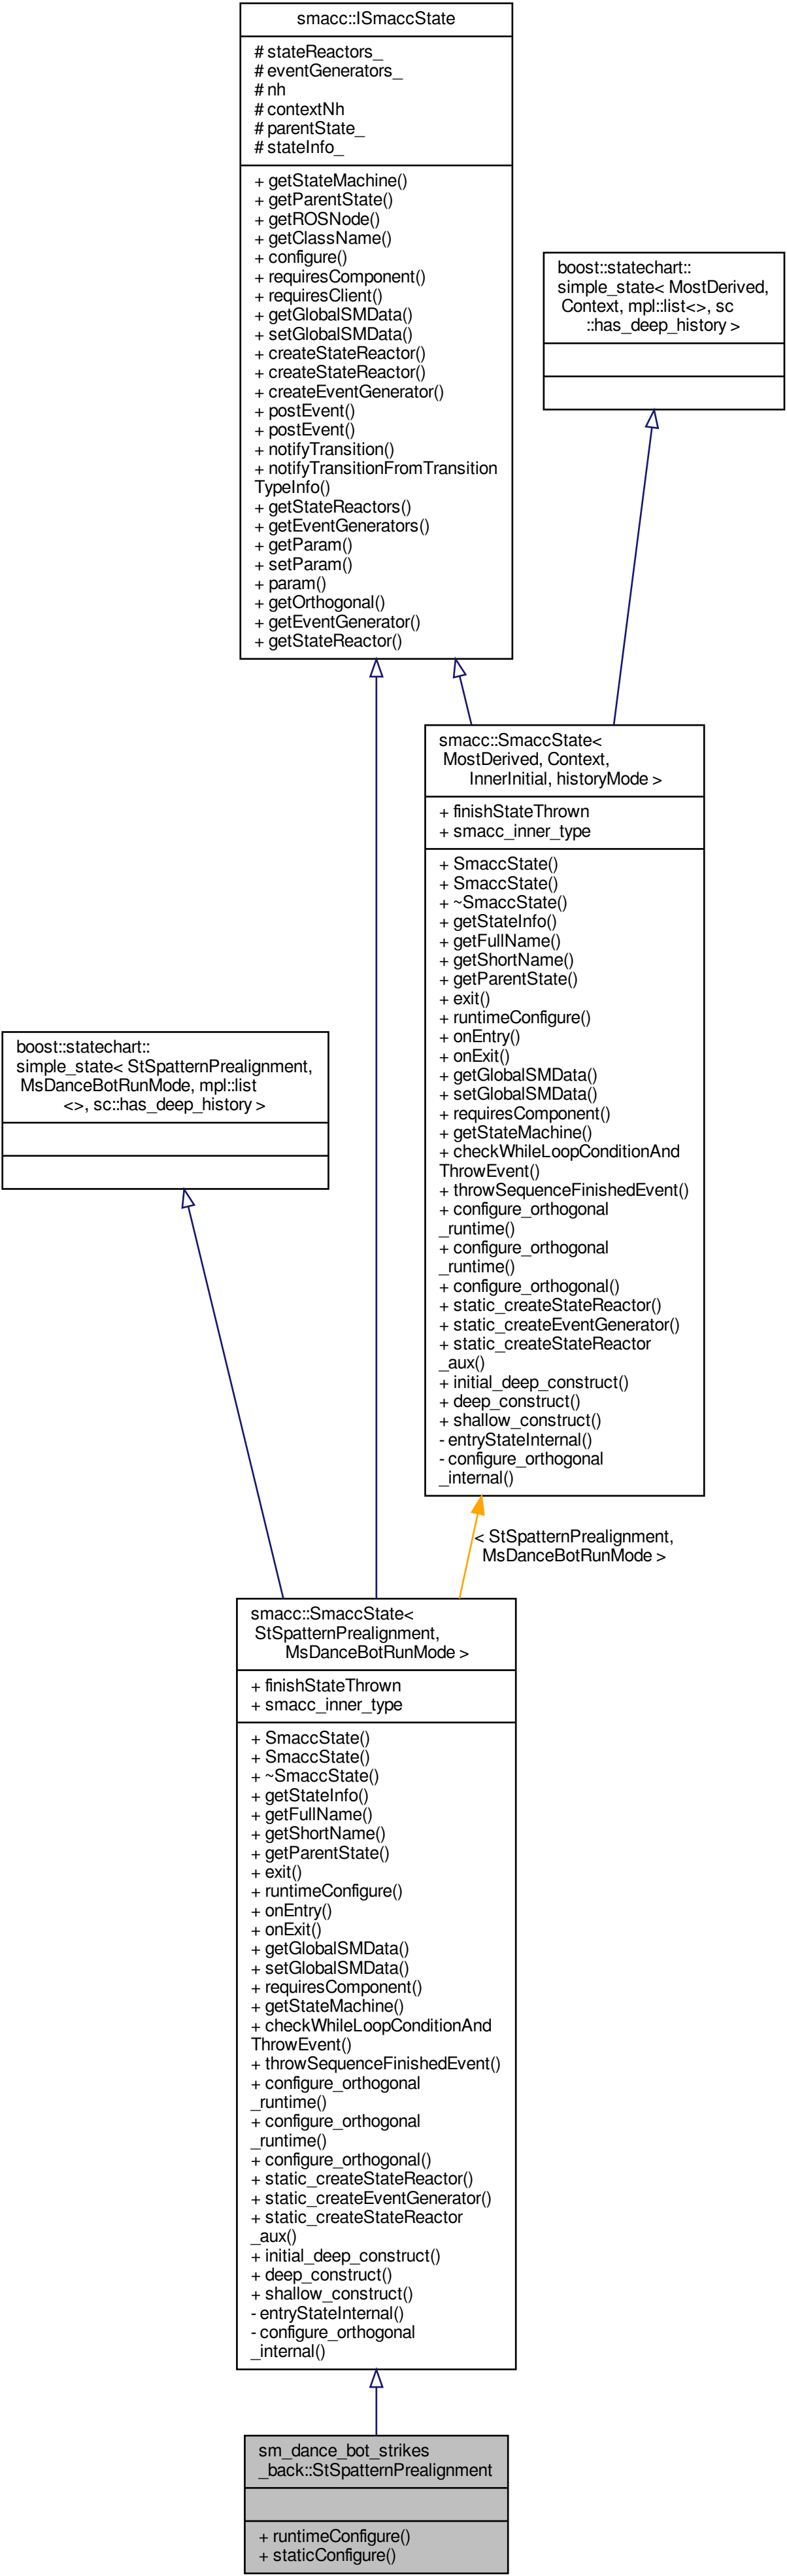 smacc::ISmaccState
# stateReactors_
# eventGenerators_
# nh
# contextNh
# parentState_
# stateInfo_
+ getStateMachine()
+ getParentState()
+ getROSNode()
+ getClassName()
+ configure()
+ requiresComponent()
+ requiresClient()
+ getGlobalSMData()
+ setGlobalSMData()
+ createStateReactor()
+ createStateReactor()
+ createEventGenerator()
+ postEvent()
+ postEvent()
+ notifyTransition()
+ notifyTransitionFromTransition
TypeInfo()
+ getStateReactors()
+ getEventGenerators()
+ getParam()
+ setParam()
+ param()
+ getOrthogonal()
+ getEventGenerator()
+ getStateReactor()
boost::statechart::
simple_state< MostDerived,
Context, mpl::list<>, sc
::has_deep_history >
smacc::SmaccState<
MostDerived, Context,
InnerInitial, historyMode >
+ finishStateThrown
+ smacc_inner_type
+ SmaccState()
+ SmaccState()
+ ~SmaccState()
+ getStateInfo()
+ getFullName()
+ getShortName()
+ getParentState()
+ exit()
+ runtimeConfigure()
+ onEntry()
+ onExit()
+ getGlobalSMData()
+ setGlobalSMData()
+ requiresComponent()
+ getStateMachine()
+ checkWhileLoopConditionAnd
ThrowEvent()
+ throwSequenceFinishedEvent()
+ configure_orthogonal
_runtime()
+ configure_orthogonal
_runtime()
+ configure_orthogonal()
+ static_createStateReactor()
+ static_createEventGenerator()
+ static_createStateReactor
_aux()
+ initial_deep_construct()
+ deep_construct()
+ shallow_construct()
- entryStateInternal()
- configure_orthogonal
_internal()
boost::statechart::
simple_state< StSpatternPrealignment,
MsDanceBotRunMode, mpl::list
<>, sc::has_deep_history >
< StSpatternPrealignment,
MsDanceBotRunMode >
smacc::SmaccState<
StSpatternPrealignment,
MsDanceBotRunMode >
+ finishStateThrown
+ smacc_inner_type
+ SmaccState()
+ SmaccState()
+ ~SmaccState()
+ getStateInfo()
+ getFullName()
+ getShortName()
+ getParentState()
+ exit()
+ runtimeConfigure()
+ onEntry()
+ onExit()
+ getGlobalSMData()
+ setGlobalSMData()
+ requiresComponent()
+ getStateMachine()
+ checkWhileLoopConditionAnd
ThrowEvent()
+ throwSequenceFinishedEvent()
+ configure_orthogonal
_runtime()
+ configure_orthogonal
_runtime()
+ configure_orthogonal()
+ static_createStateReactor()
+ static_createEventGenerator()
+ static_createStateReactor
_aux()
+ initial_deep_construct()
+ deep_construct()
+ shallow_construct()
- entryStateInternal()
- configure_orthogonal
_internal()
sm_dance_bot_strikes
_back::StSpatternPrealignment
+ runtimeConfigure()
+ staticConfigure()